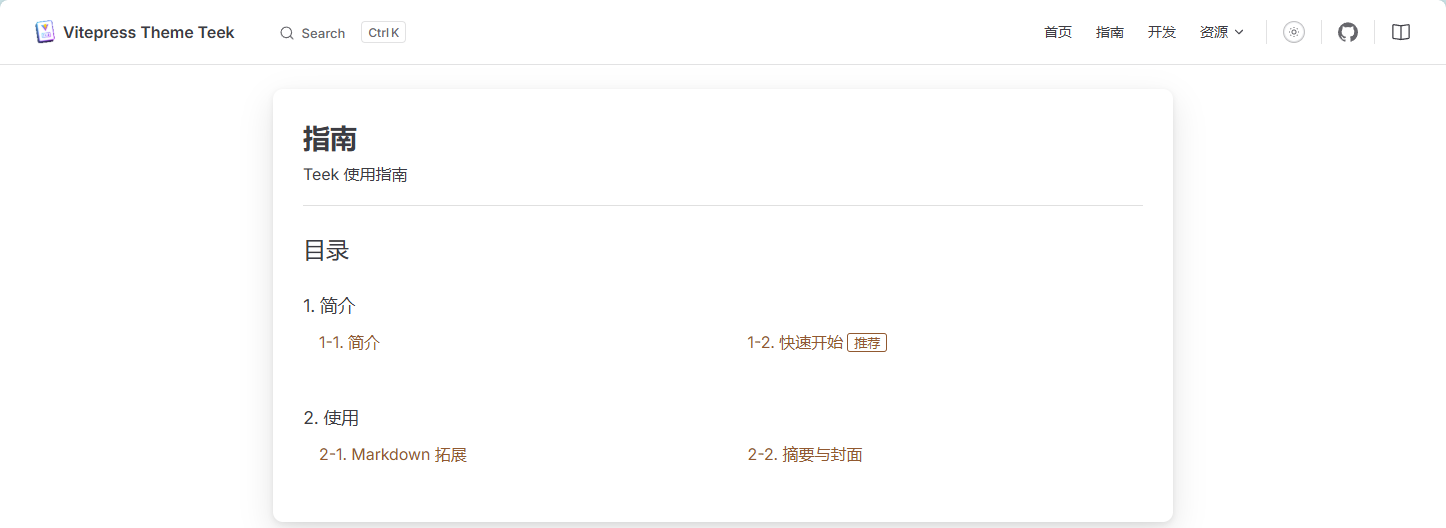 Vitepress Theme Teek Search Ctrl K 首页 指南 开发 资源
指南
Teek 使用指南
目录
1. 简介
1-1. 简介 1-2. 快速开始 推荐
2. 使用
2-1. Markdown 拓展 2-2. 摘要与封面